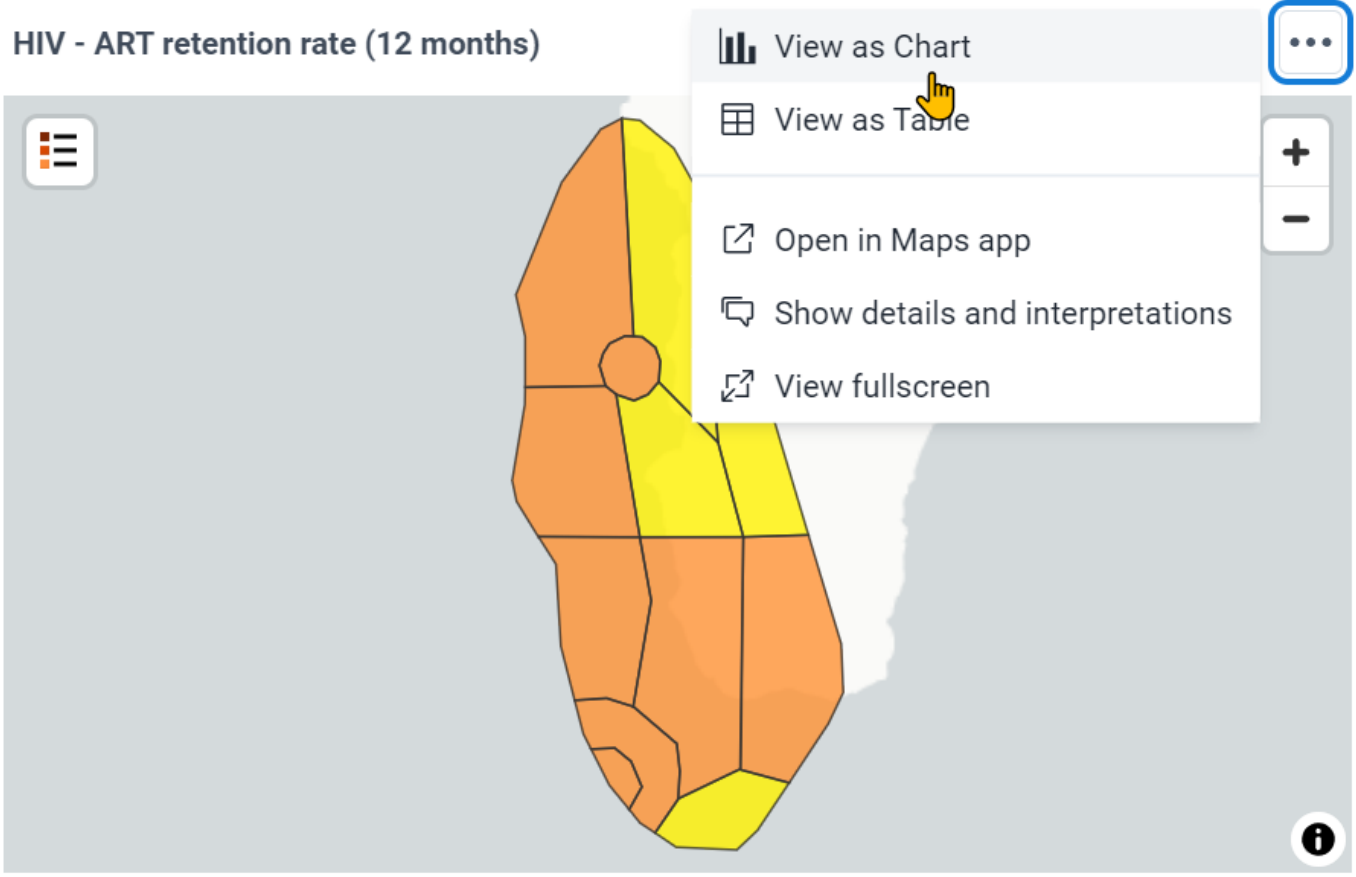 HIV - ART retention rate (12 months)
View as Chart
View as Table
Open in Maps app
Show details and interpretations
View fullscreen